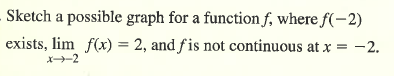 Sketch a possible graph for a function f, where f(−2)
exists, lim f(x) = 2, and f is not continuous at x = −2.
x→−2